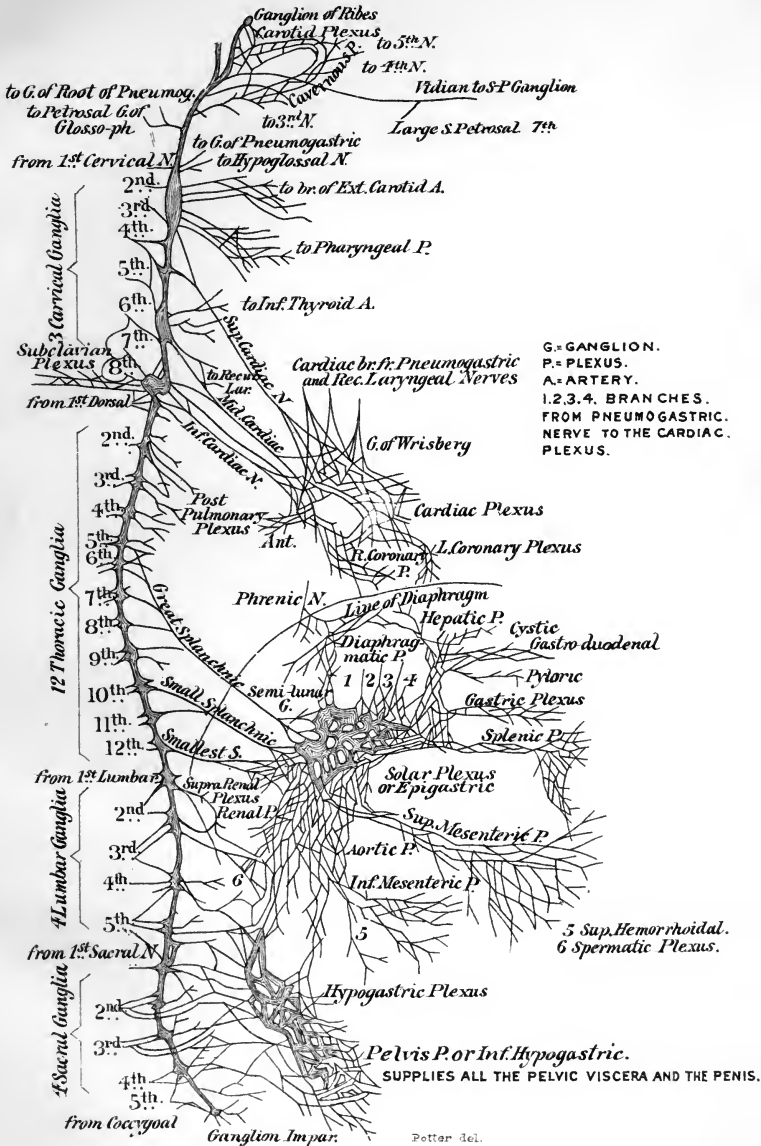 Ganglion of Ribes
Carotid Plexus
to 5th N.
to 4th N.
Cavernous P.
to G. of Root of Pneumog.
Vidian to S-P Ganglion
to Petrosal G. of
Glosso-ph
to 3rd N.
Large S. Petrosal 7th
to G. of Pneumogastric
from 1st Cervical N.
to Hypoglossal N.
2nd.
to br. of Ext. Carotid A.
3rd
4th.
to Pharyngeal P.
3 Carvical Ganglia
5th.
6th.
to Inf. Thyroid A.
7th.
Sup. Cardiac N
Subclavian
Plexus
8th
to Recur
Lar.
Cardiac br. fr. Pneumogastric
and Rec. Laryngeal Nerves
G.=GANGLION.
P.=PLEXUS.
A.=ARTERY.
1.2.3.4. BRANCHES.
FROM PNEUMOGASTRIC.
NERVE TO THE CARDIAC.
PLEXUS.
from 1st Dorsal
Mid. Cardiac
Inf. Cardiac N.
2nd.
G. of Wrisberg
3rd.
Post
Pulmonary
Plexus
4th.
Cardiac Plexus
Ant.
5th.
6th.
R. Coronary
P.
L. Coronary Plexus
12 Thoracic Ganglia
7th.
Phrenic N.
Line of Diaphragm
Great Splanchnic
8th.
Hepatic P.
Cystic
Gastro-duodenal
Diaphrag-
matic P.
9th.
1 2 3 4
Pyloric
10th
Small Splanchnic
Semi-lunar
G.
Gastric Plexus
11th.
12th.
Smallest S.
Splenic P.
from 1st Lumbar
Supra Renal
Plexus
Solar Plexus
or Epigastric
2nd
Renal P.
Sup. Mesenteric P.
4 Lumbar Ganglia
3rd
Aortic P.
4th
6
Inf. Mesenteric P.
5th
5
5 Sup. Hemorrhoidal.
6 Spermatic Plexus.
from 1st Sacral N
4 Sacral Ganglia
2nd
Hypogastric Plexus
3rd
Pelvis P. or Inf. Hypogastric.
SUPPLIES ALL THE PELVIC VISCERA AND THE PENIS.
4th
5th.
from Coccygoal
Ganglion Impar.
Potter del.